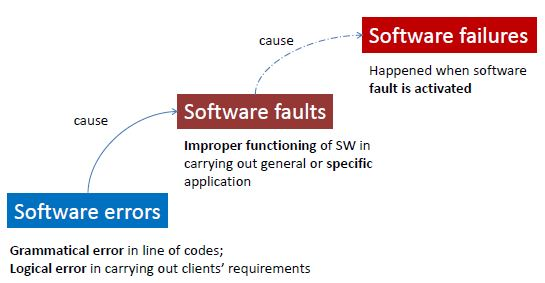 Software failures
cause
Happened when software
fault is activated
Software faults
cause
Improper functioning of SW in
carrying out general or specific
application
Software errors
Grammatical error in line of codes;
Logical error in carrying out clients’ requirements